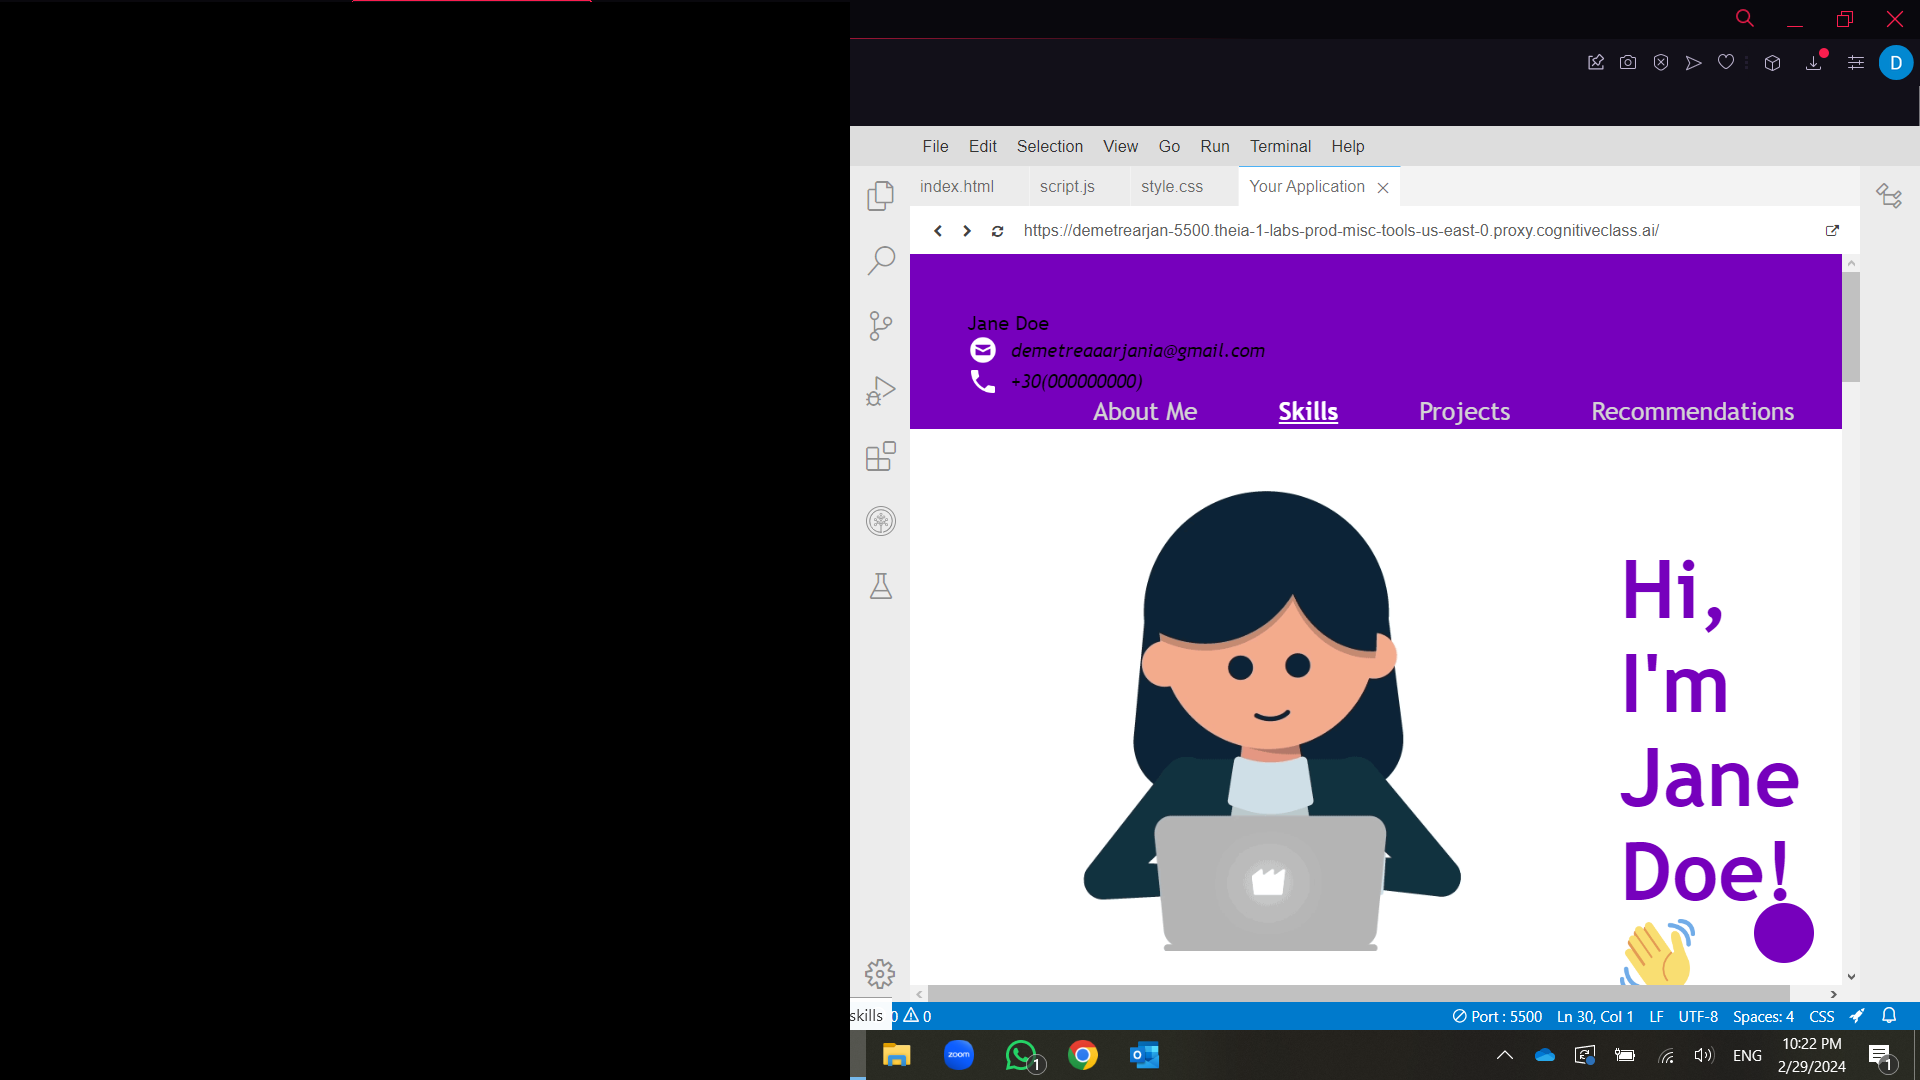 D
File Edit Selection View Go Run Terminal Help
index.html script.js style.css Your Application
https://demetrearjan-5500.theia-1-labs-prod-misc-tools-us-east-0.proxy.cognitiveclass.ai/
Jane Doe
demetreaaarjania@gmail.com
+30(000000000)
About Me Skills Projects Recommendations
Hi,
I'm
Jane
Doe!
skills 0 0 Port : 5500 Ln 30, Col 1 LF UTF-8 Spaces: 4 CSS
zoom 1 ENG 10:22 PM 1
2/29/2024